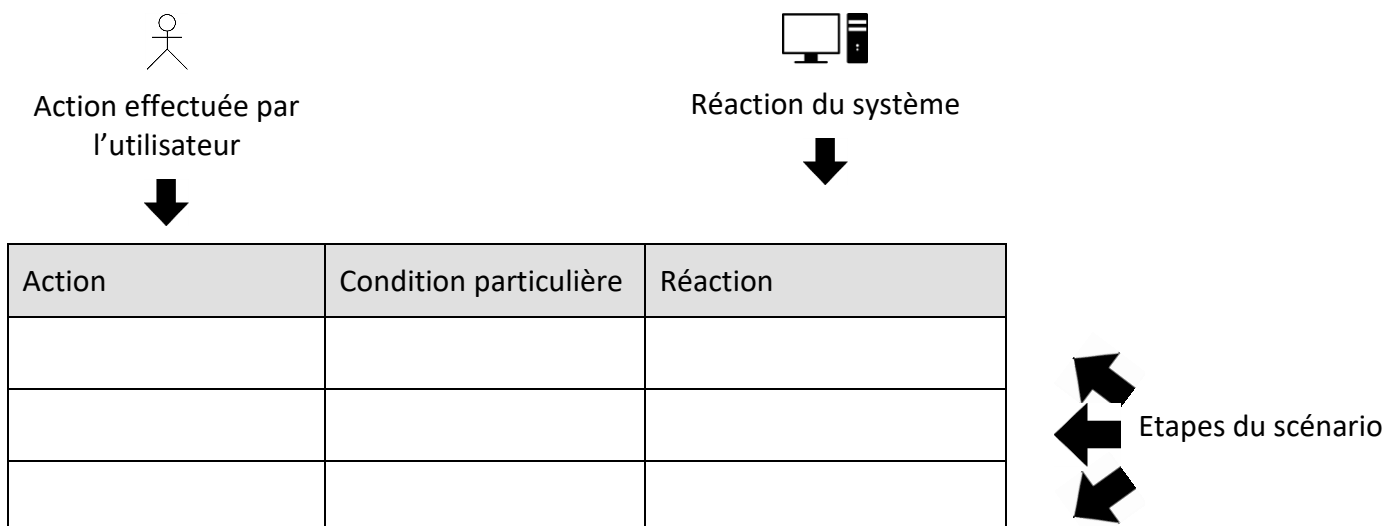 Action effectuée par
l’utilisateur
Réaction du système
Action
Condition particulière
Réaction
Etapes du scénario